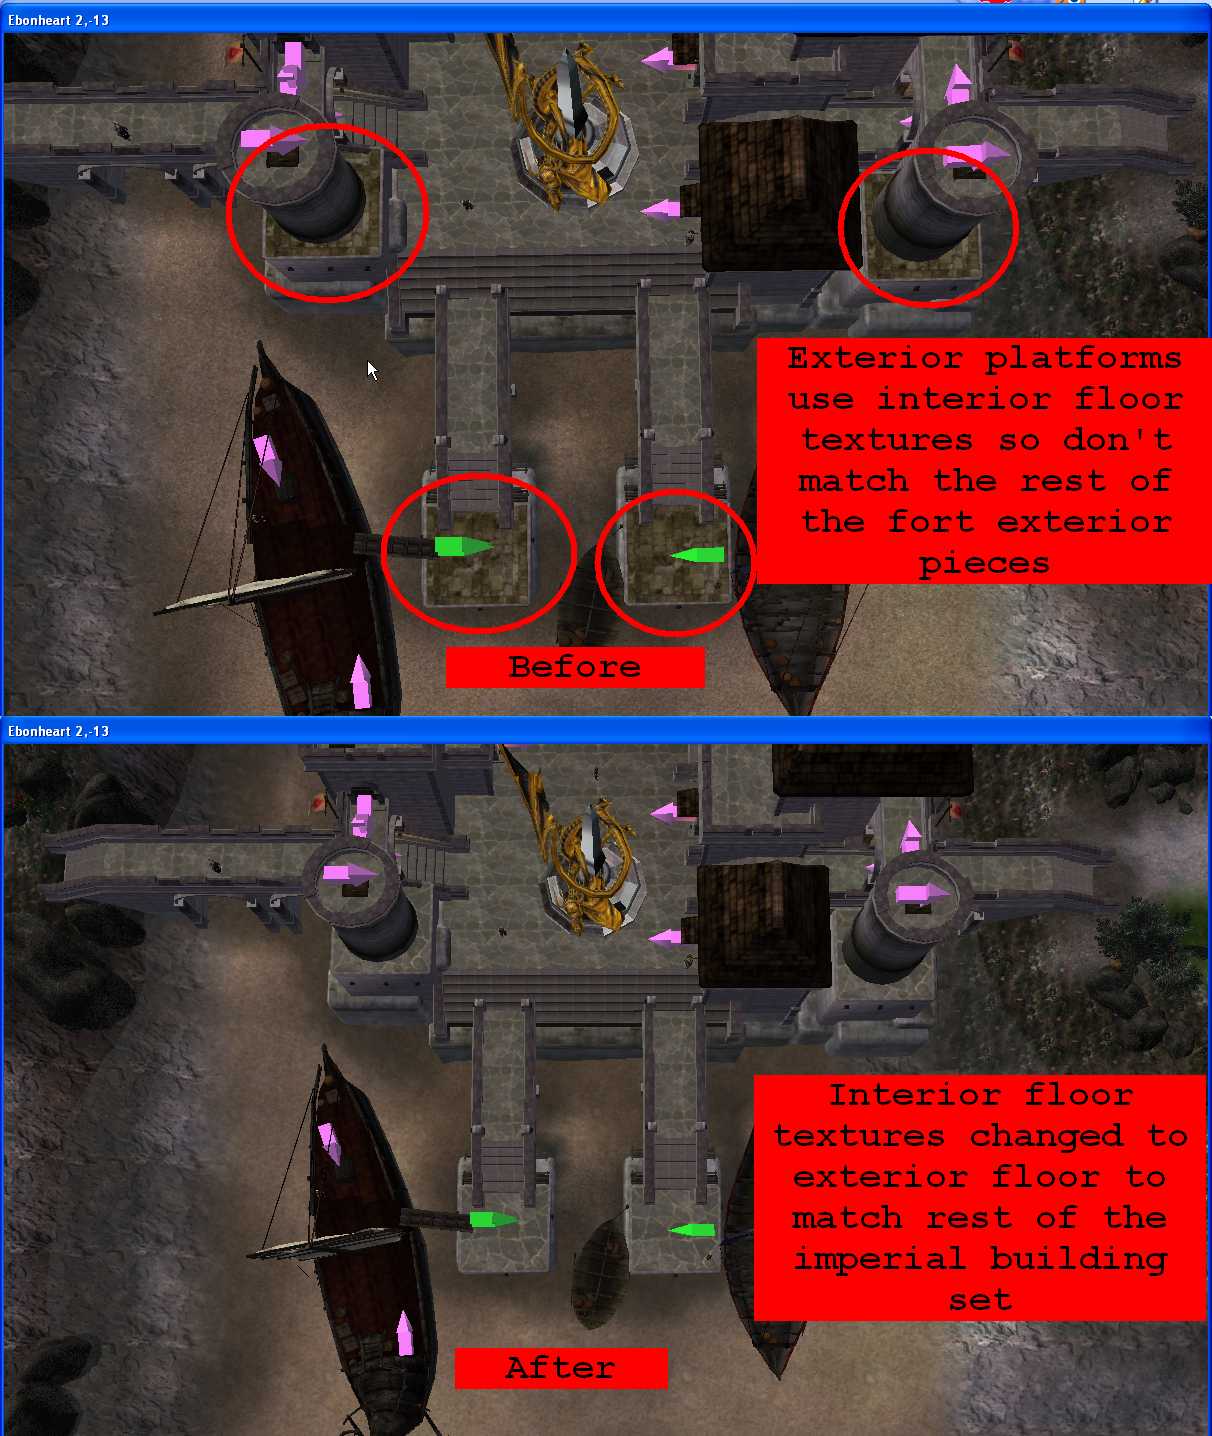 Ebonheart 2,-13
Exterior platforms
use interior floor
textures so don't
match the rest of
the fort exterior
pieces
Before
Ebonheart 2,-13
Interior floor
textures changed to
exterior floor to
match rest of the
imperial building
set
After